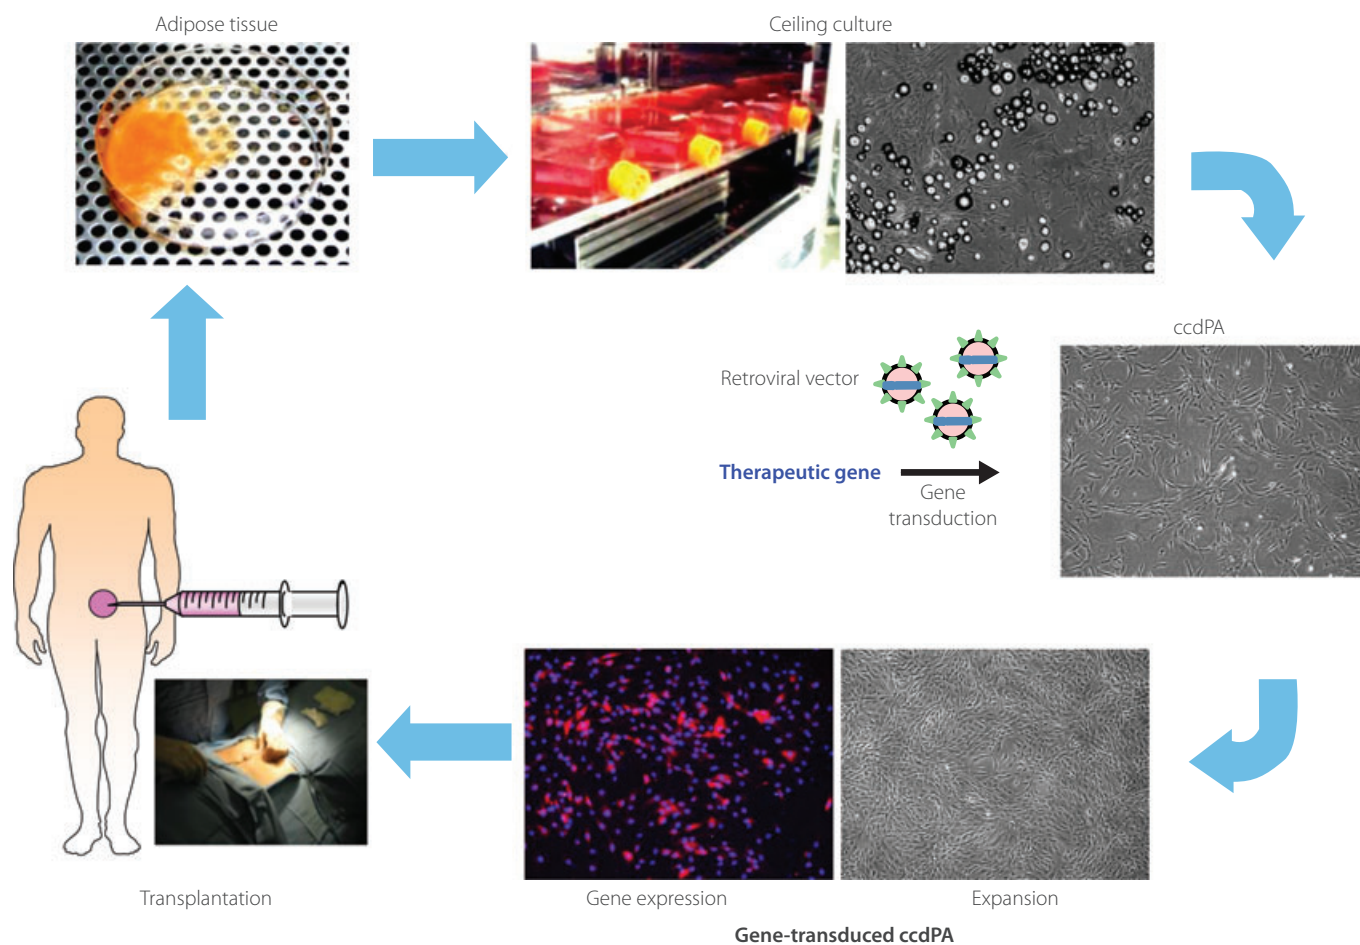 Adipose tissue
Ceiling culture
ccdPA
Retroviral vector
Therapeutic gene
Gene
transduction
Transplantation
Gene expression
Expansion
Gene-transduced ccdPA